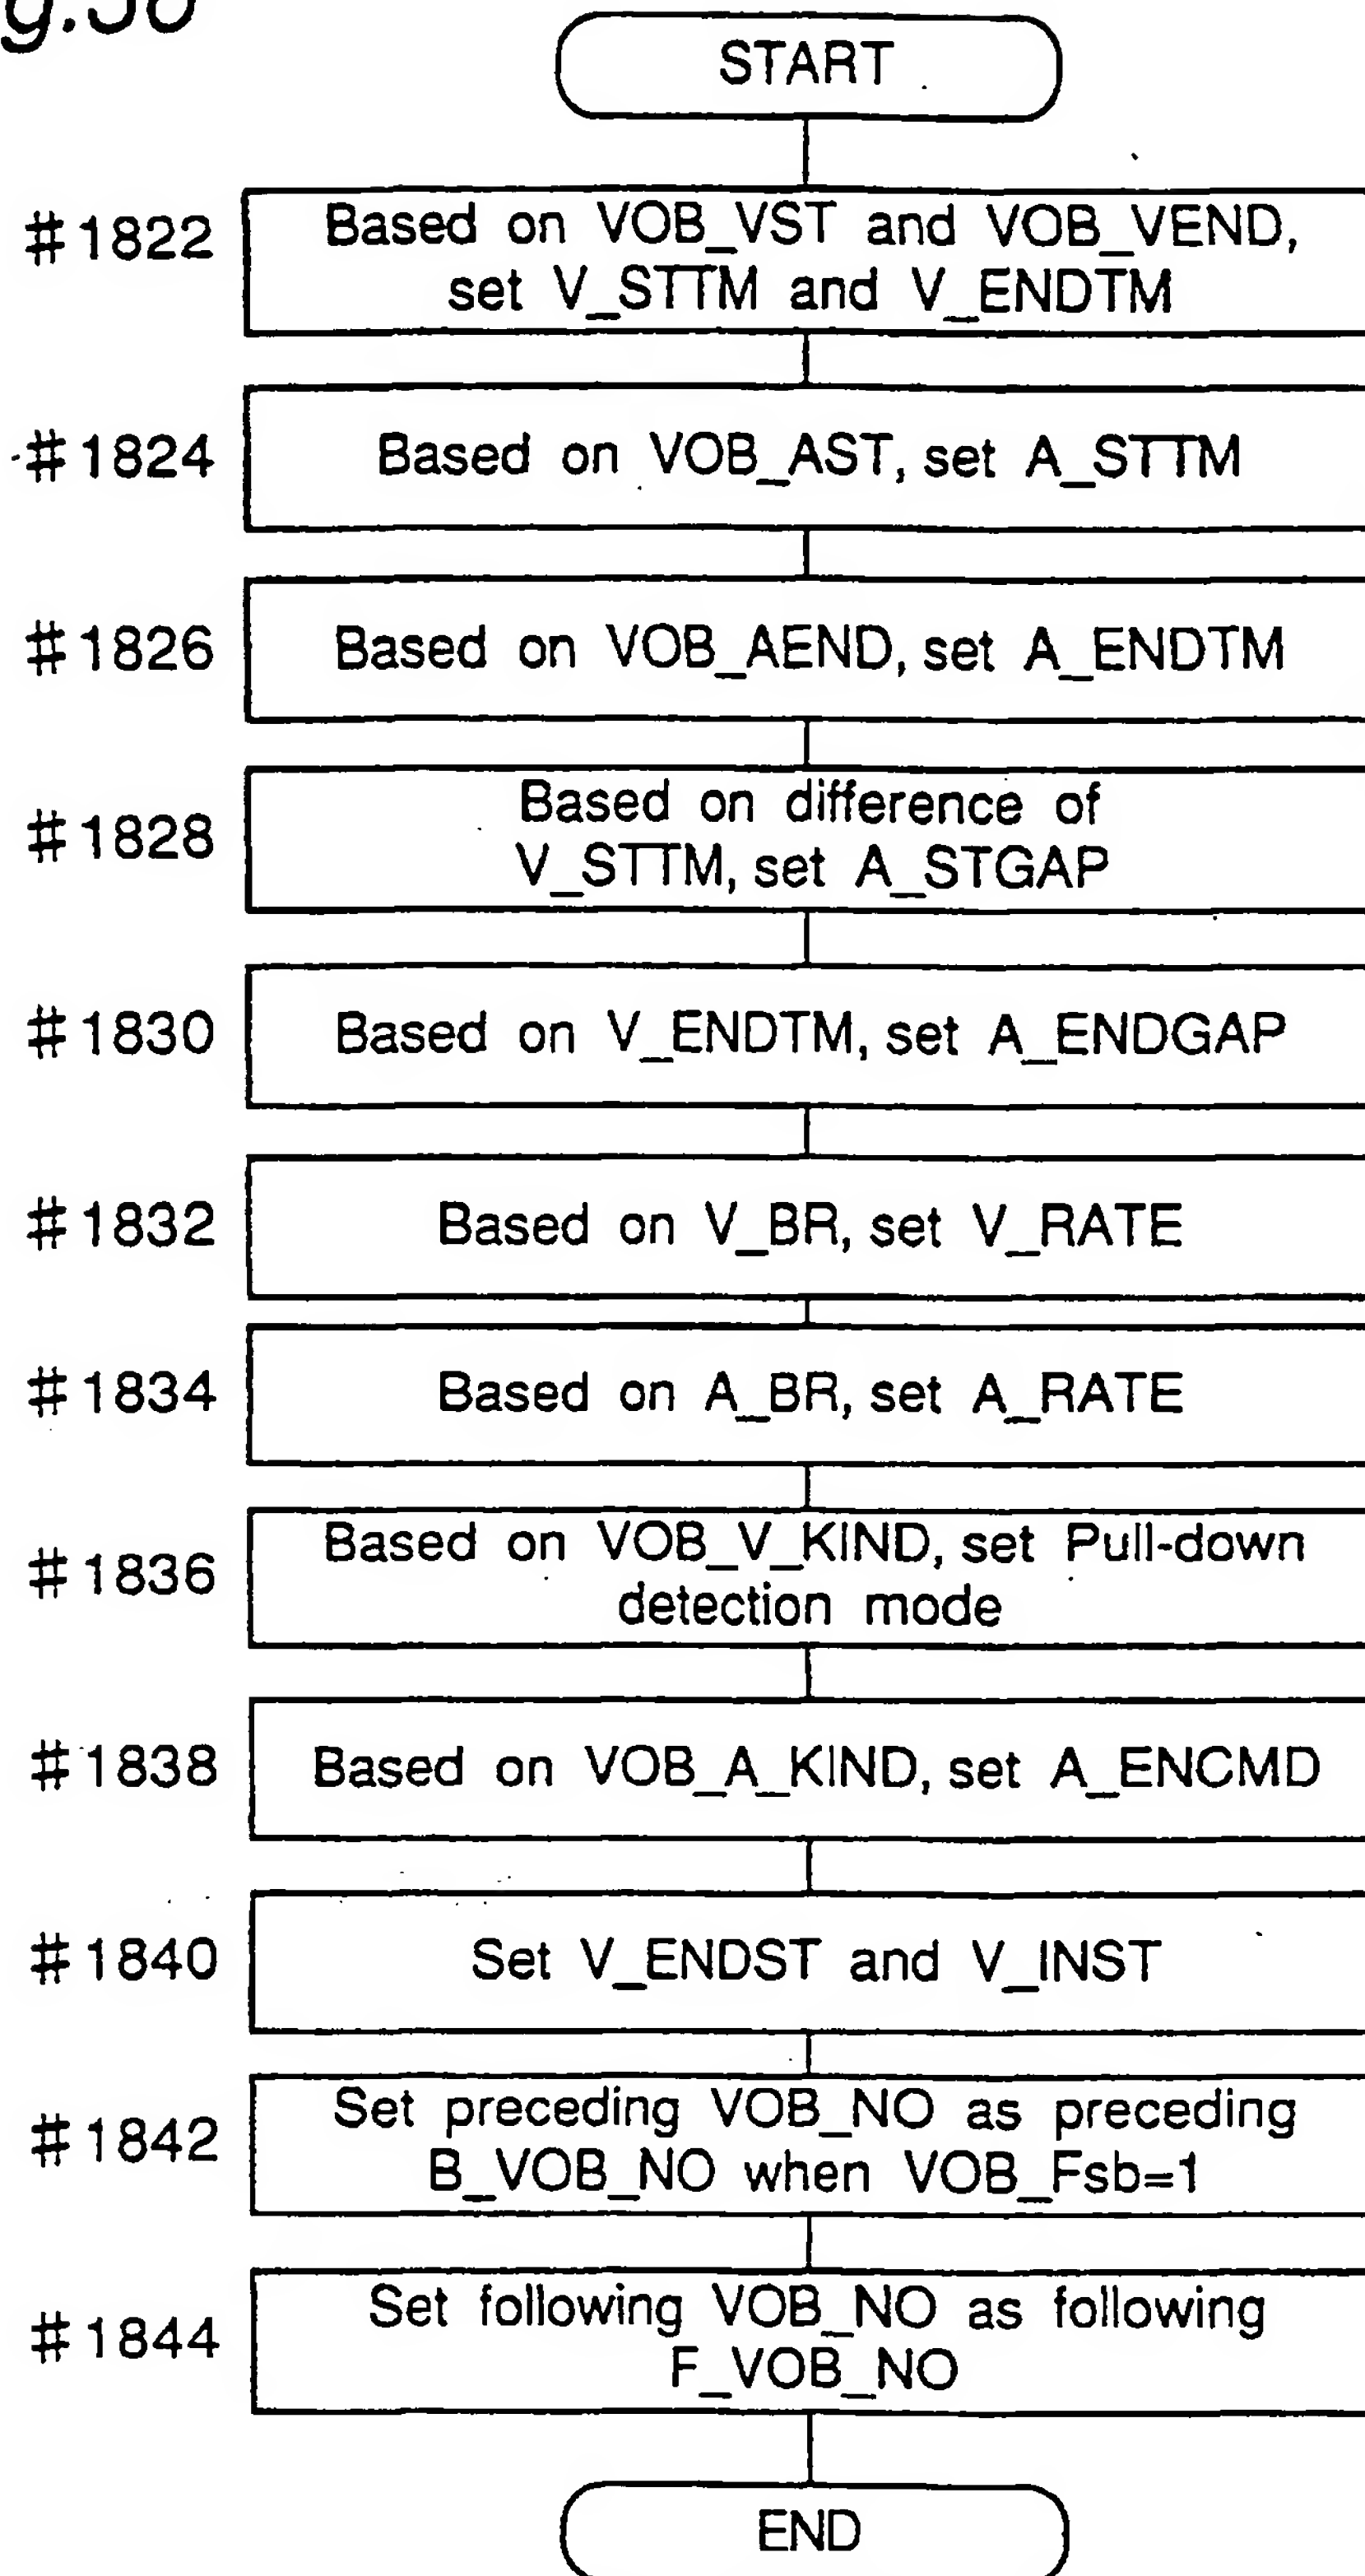 START
#1822
Based on VOB_VST and VOB_VEND,
set V_STTM and V_ENDTM
#1824
Based on VOB_AST, set A_STTM
#1826
Based on VOB_AEND, set A_ENDTM
#1828
Based on difference of
V_STTM, set A_STGAP
#1830
Based on V_ENDTM, set A_ENDGAP
#1832
Based on V_BR, set V_RATE
#1834
Based on A_BR, set A_RATE
#1836
Based on VOB_V_KIND, set Pull-down
detection mode
#1838
Based on VOB_A_KIND, set A_ENCMD
#1840
Set V_ENDST and V_INST
#1842
Set preceding VOB_NO as preceding
B_VOB_NO when VOB_Fsb=1
#1844
Set following VOB_NO as following
F_VOB_NO
END